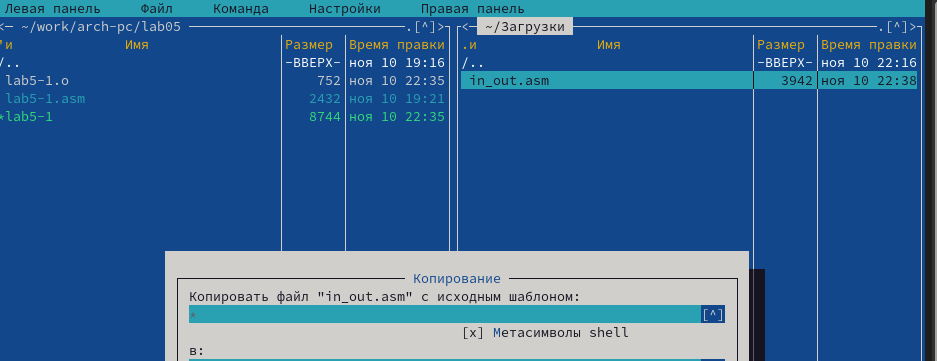 Левая панель Файл Команда Настройки Правая панель
<— ~/work/arch-pc/lab05 .[^]>
'и Имя Размер Время правки
/.. -ВВЕРХ- ноя 10 19:16
lab5-1.o 752 ноя 10 22:35
lab5-1.asm 2432 ноя 10 19:21
*lab5-1 8744 ноя 10 22:35
<— ~/Загрузки .[^]>
.и Имя Размер Время правки
/.. -ВВЕРХ- ноя 10 22:16
in_out.asm 3942 ноя 10 22:38
Копирование
Копировать файл "in_out.asm" с исходным шаблоном:
* [^]
[x] Метасимволы shell
в: